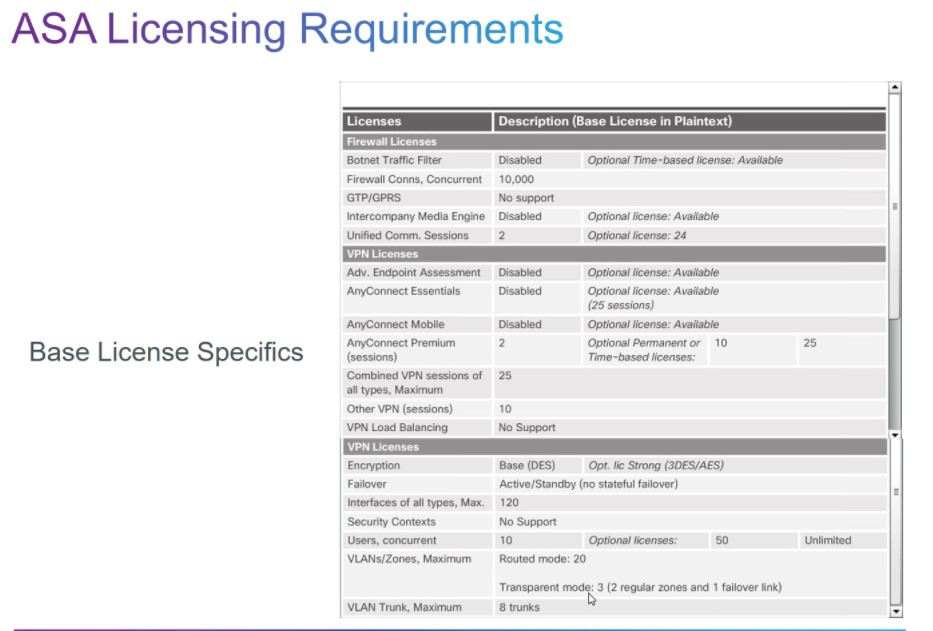 ASA Licensing Requirements
Base License Specifics
Licenses Description (Base License in Plaintext)
Firewall Licenses
Botnet Traffic Filter Disabled Optional Time-based license: Available
Firewall Conns, Concurrent 10,000
GTP/GPRS No support
Intercompany Media Engine Disabled Optional license: Available
Unified Comm. Sessions 2 Optional license: 24
VPN Licenses
Adv. Endpoint Assessment Disabled Optional license: Available
AnyConnect Essentials Disabled Optional license: Available
(25 sessions)
AnyConnect Mobile Disabled Optional license: Available
AnyConnect Premium 2 Optional Permanent or 10 25
(sessions) Time-based licenses:
Combined VPN sessions of 25
all types, Maximum
Other VPN (sessions) 10
VPN Load Balancing No Support
VPN Licenses
Encryption Base (DES) Opt. lic Strong (3DES/AES)
Failover Active/Standby (no stateful failover)
Interfaces of all types, Max. 120
Security Contexts No Support
Users, concurrent 10 Optional licenses: 50 Unlimited
VLANs/Zones, Maximum Routed mode: 20
Transparent mode: 3 (2 regular zones and 1 failover link)
VLAN Trunk, Maximum 8 trunks